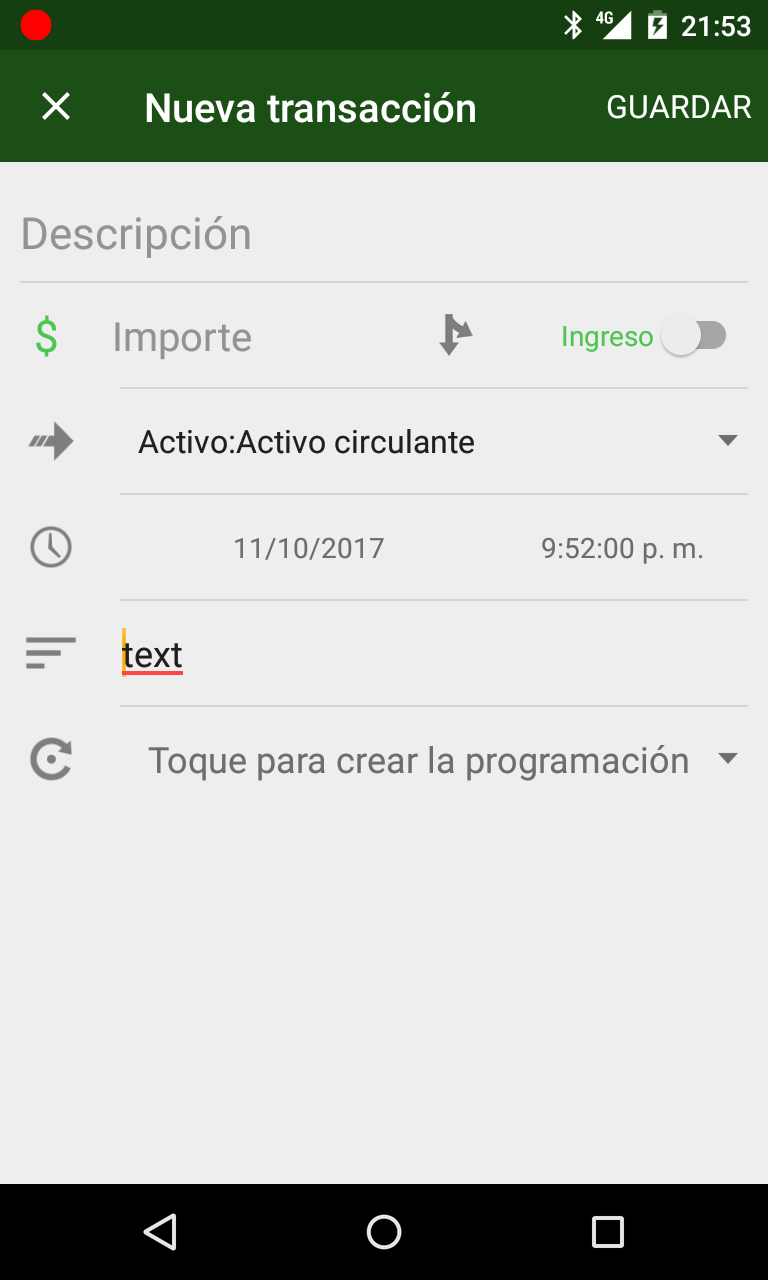 4G 21:53
Nueva transacción GUARDAR
Descripción
$ Importe Ingreso
Activo:Activo circulante
11/10/2017 9:52:00 p. m.
text
Toque para crear la programación